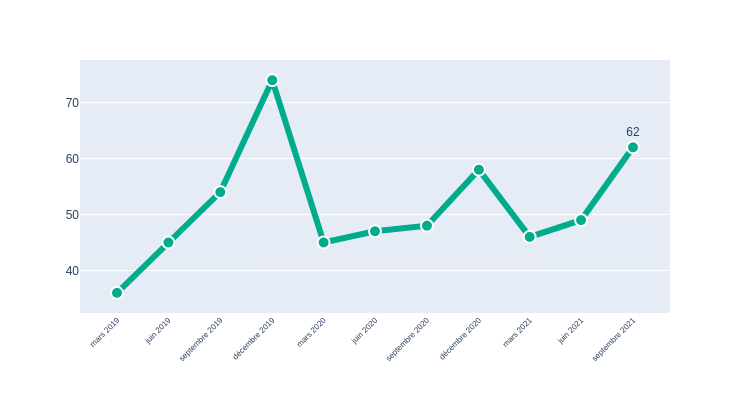 70
60
50
40
62
mars 2019
juin 2019
septembre 2019
décembre 2019
mars 2020
juin 2020
septembre 2020
décembre 2020
mars 2021
juin 2021
septembre 2021